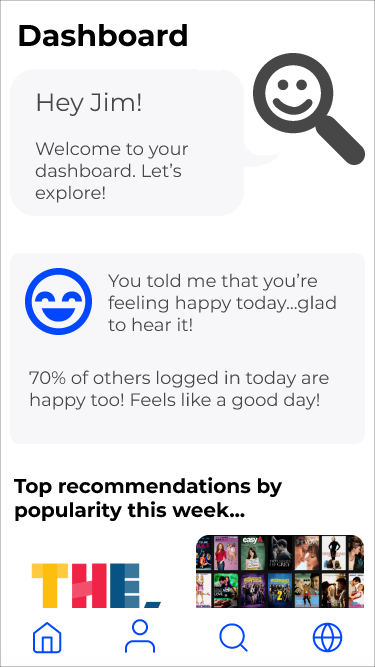 Dashboard
Hey Jim!
Welcome to your
dashboard. Let’s
explore!
You told me that you’re
feeling happy today...glad
to hear it!
70% of others logged in today are
happy too! Feels like a good day!
Top recommendations by
popularity this week...
THE,
easy A